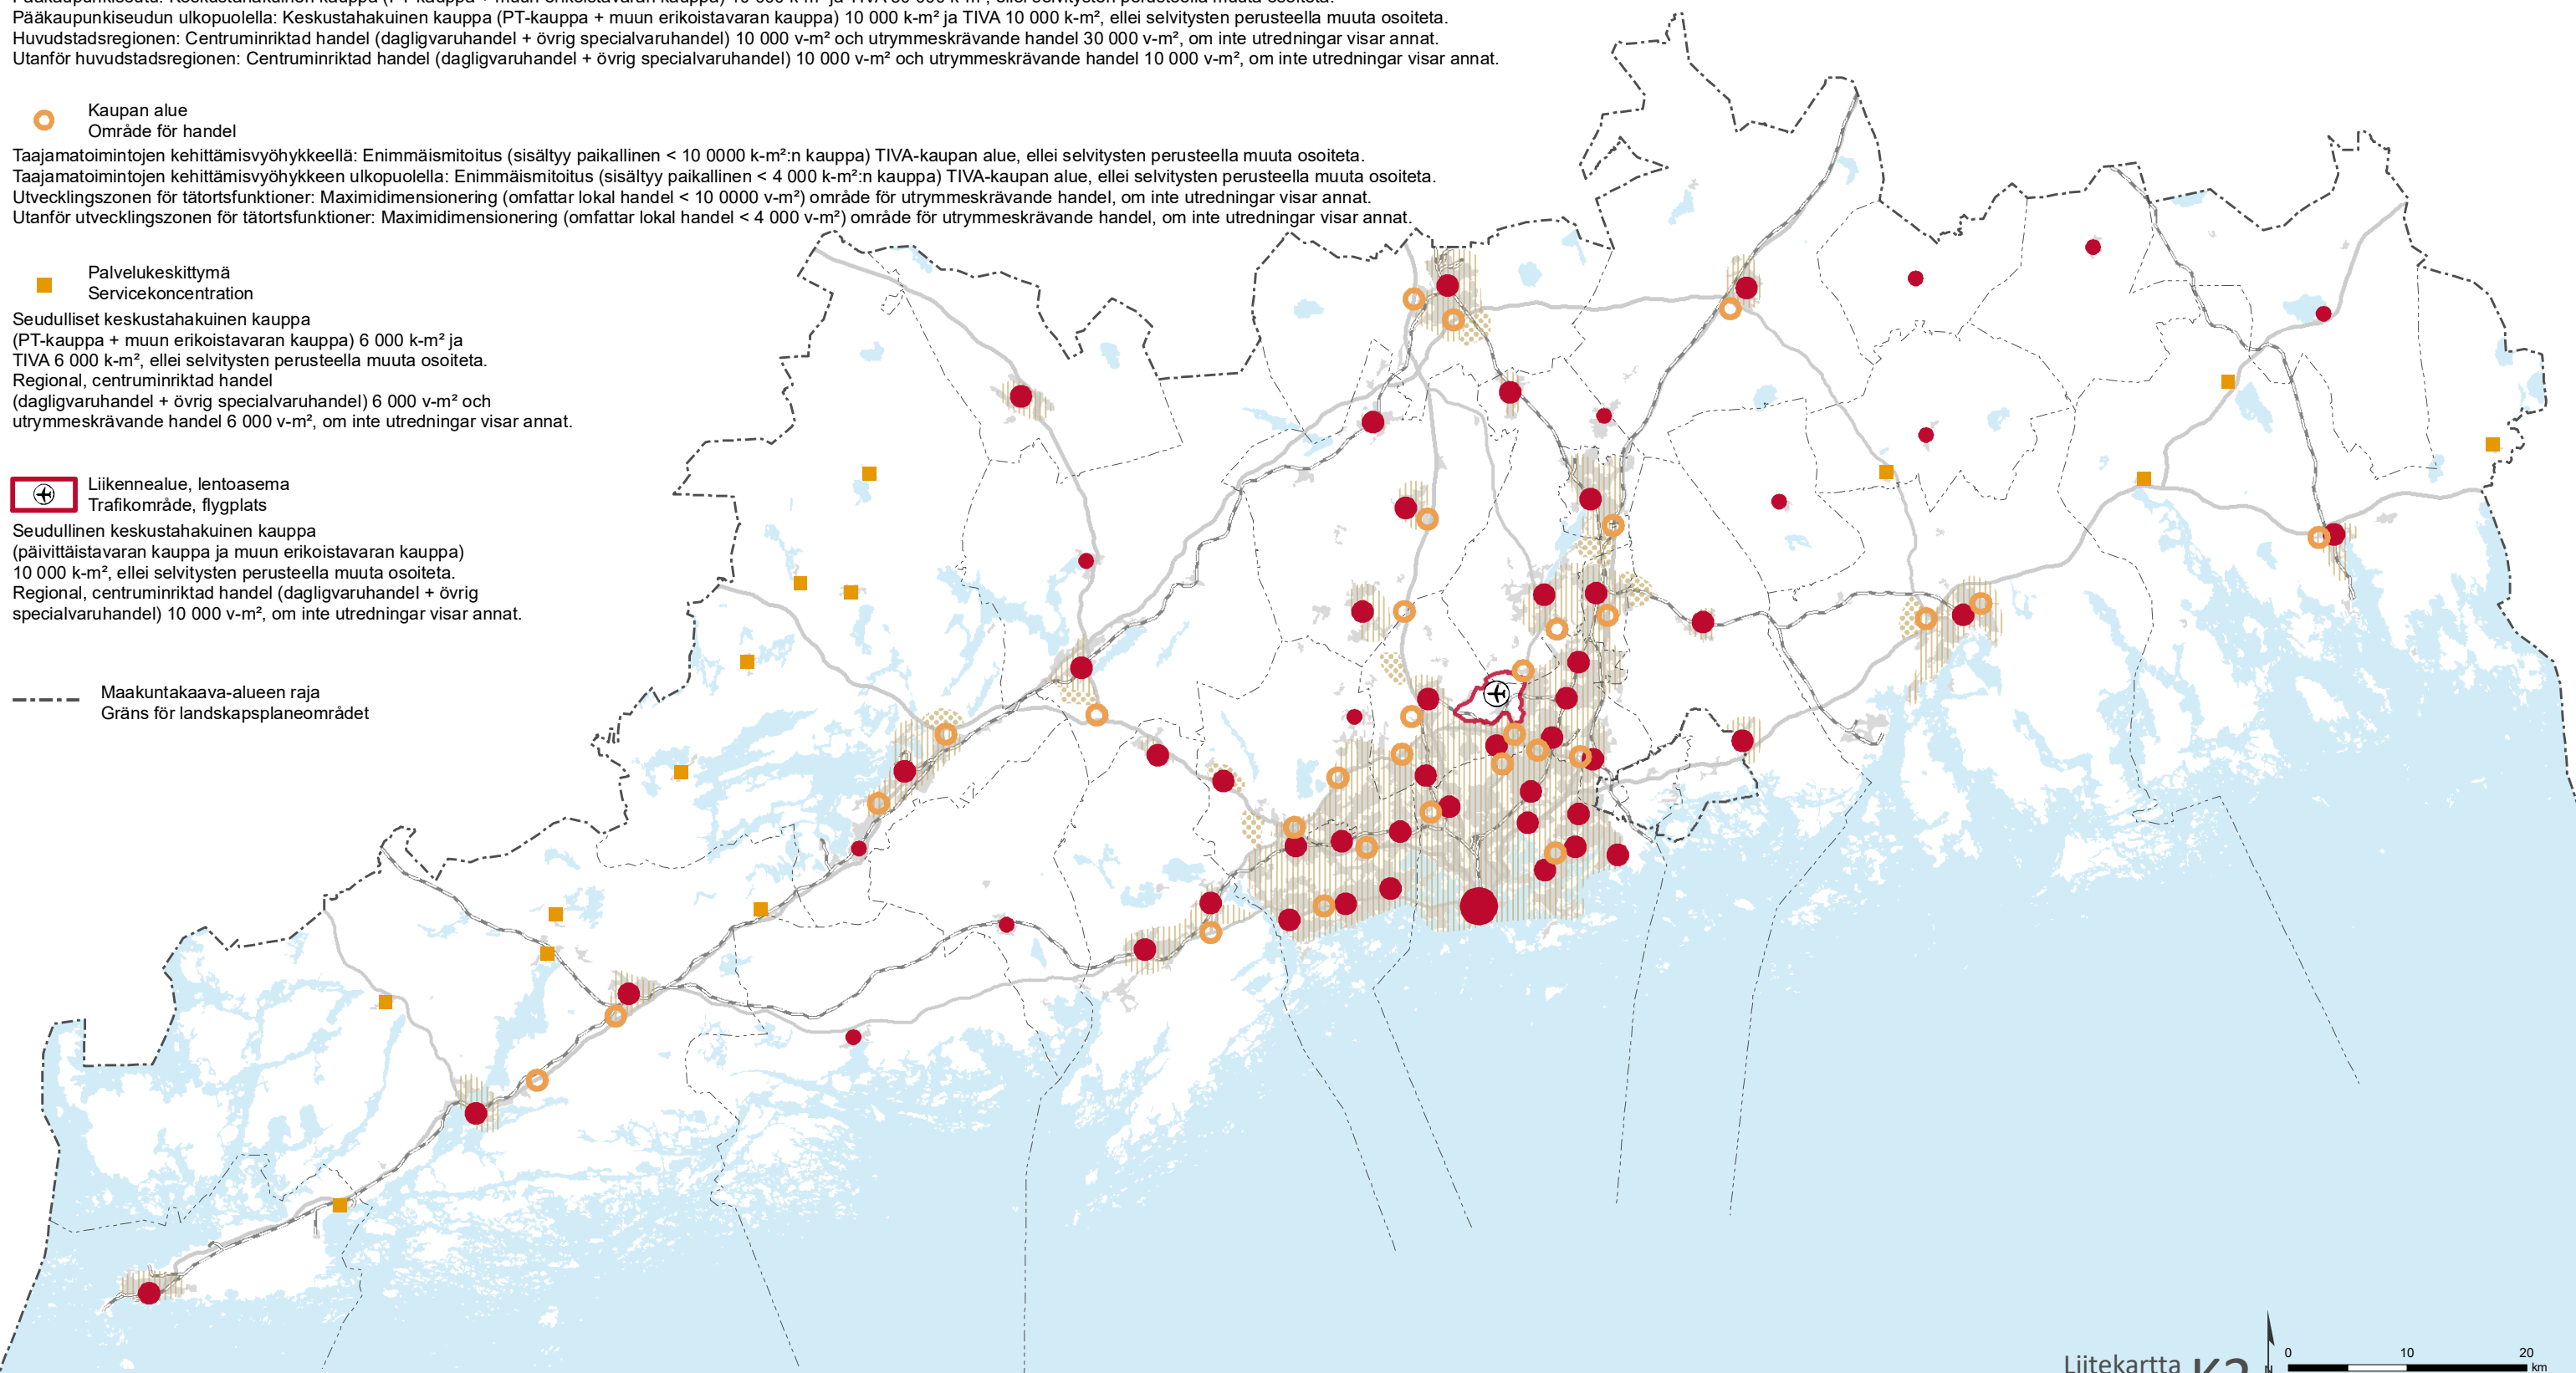 Pääkaupunkiseudun ulkopuolella: Keskustahakuinen kauppa (PT-kauppa + muun erikoistavaran kauppa) 10 000 k-m² ja TIVA 10 000 k-m², ellei selvitysten perusteella muuta osoiteta.
Huvudstadsregionen: Centruminriktad handel (dagligvaruhandel + övrig specialvaruhandel) 10 000 v-m² och utrymmeskrävande handel 30 000 v-m², om inte utredningar visar annat.
Utanför huvudstadsregionen: Centruminriktad handel (dagligvaruhandel + övrig specialvaruhandel) 10 000 v-m² och utrymmeskrävande handel 10 000 v-m², om inte utredningar visar annat.
Kaupan alue
Område för handel
Taajamatoimintojen kehittämisvyöhykkeellä: Enimmäismitoitus (sisältyy paikallinen < 10 0000 k-m²:n kauppa) TIVA-kaupan alue, ellei selvitysten perusteella muuta osoiteta.
Taajamatoimintojen kehittämisvyöhykkeen ulkopuolella: Enimmäismitoitus (sisältyy paikallinen < 4 000 k-m²:n kauppa) TIVA-kaupan alue, ellei selvitysten perusteella muuta osoiteta.
Utvecklingszonen för tätortsfunktioner: Maximidimensionering (omfattar lokal handel < 10 0000 v-m²) område för utrymmeskrävande handel, om inte utredningar visar annat.
Utanför utvecklingszonen för tätortsfunktioner: Maximidimensionering (omfattar lokal handel < 4 000 v-m²) område för utrymmeskrävande handel, om inte utredningar visar annat.
Palvelukeskittymä
Servicekoncentration
Seudulliset keskustahakuinen kauppa
(PT-kauppa + muun erikoistavaran kauppa) 6 000 k-m² ja
TIVA 6 000 k-m², ellei selvitysten perusteella muuta osoiteta.
Regional, centruminriktad handel
(dagligvaruhandel + övrig specialvaruhandel) 6 000 v-m² och
utrymmeskrävande handel 6 000 v-m², om inte utredningar visar annat.
Liikennealue, lentoasema
Trafikområde, flygplats
Seudullinen keskustahakuinen kauppa
(päivittäistavaran kauppa ja muun erikoistavaran kauppa)
10 000 k-m², ellei selvitysten perusteella muuta osoiteta.
Regional, centruminriktad handel (dagligvaruhandel + övrig
specialvaruhandel) 10 000 v-m², om inte utredningar visar annat.
Maakuntakaava-alueen raja
Gräns för landskapsplaneområdet
Liitekartta K2
N
0 10 20
km